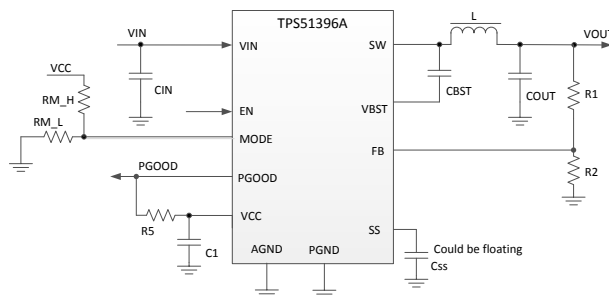 TPS51396A
VIN
VIN
SW
L
VOUT
VCC
CIN
CBST
COUT
R1
RM_H
EN
VBST
RM_L
MODE
FB
PGOOD
PGOOD
R2
R5
VCC
SS
C1
AGND
PGND
Could be floating
Css